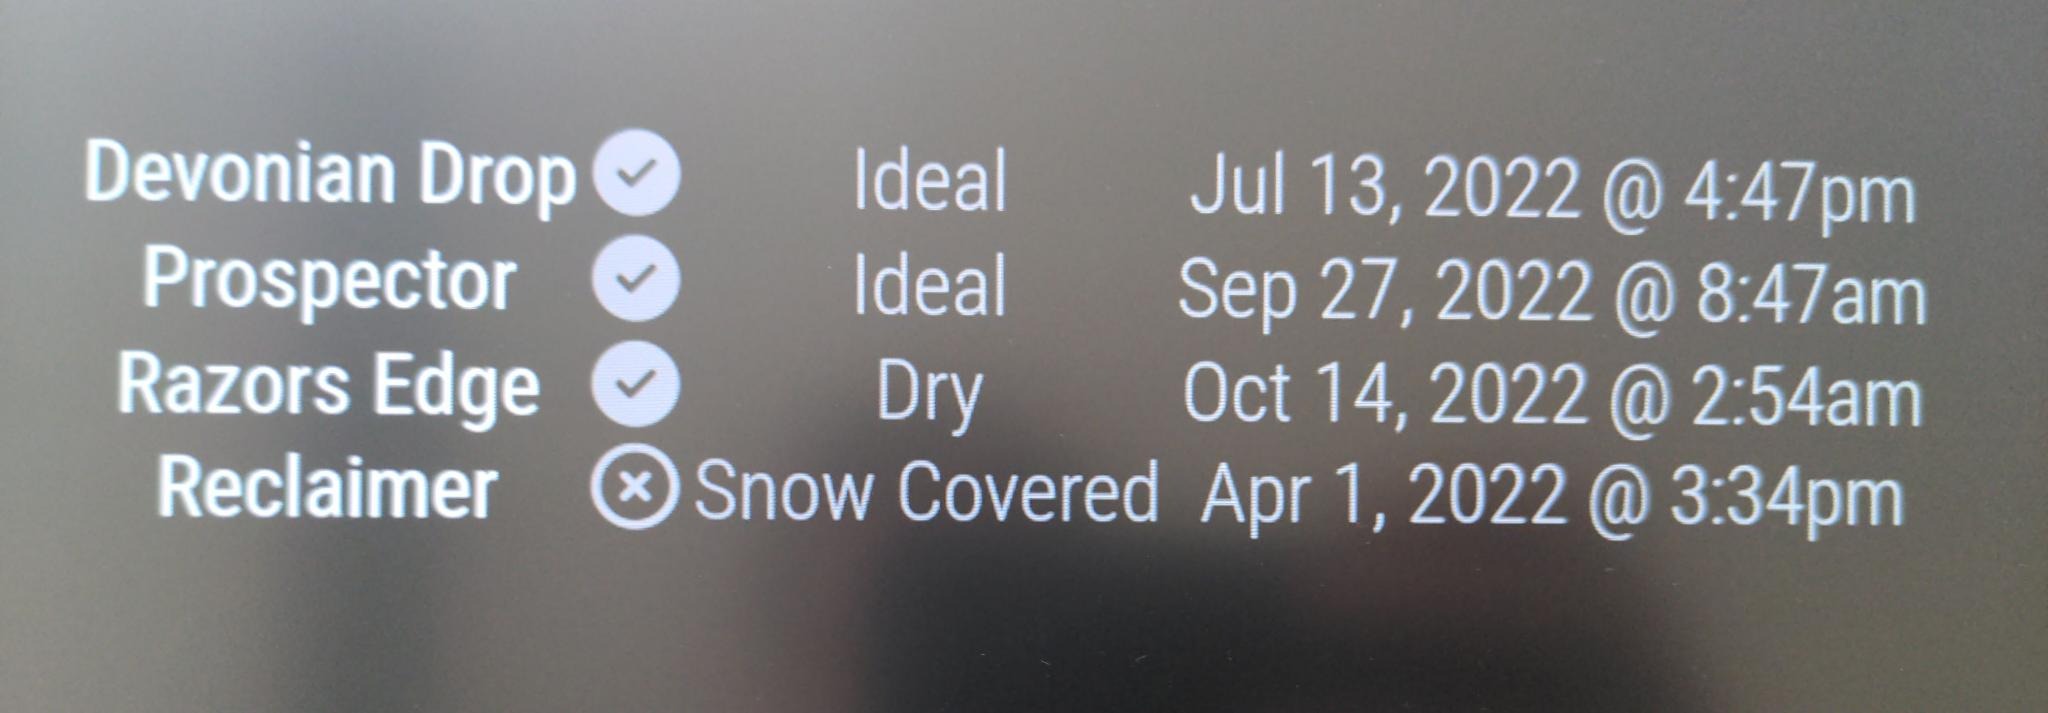 Devonian Drop Ideal Jul 13, 2022 @ 4:47pm
Prospector Ideal Sep 27, 2022 @ 8:47am
Razors Edge Dry Oct 14, 2022 @ 2:54am
Reclaimer Snow Covered Apr 1, 2022 @ 3:34pm